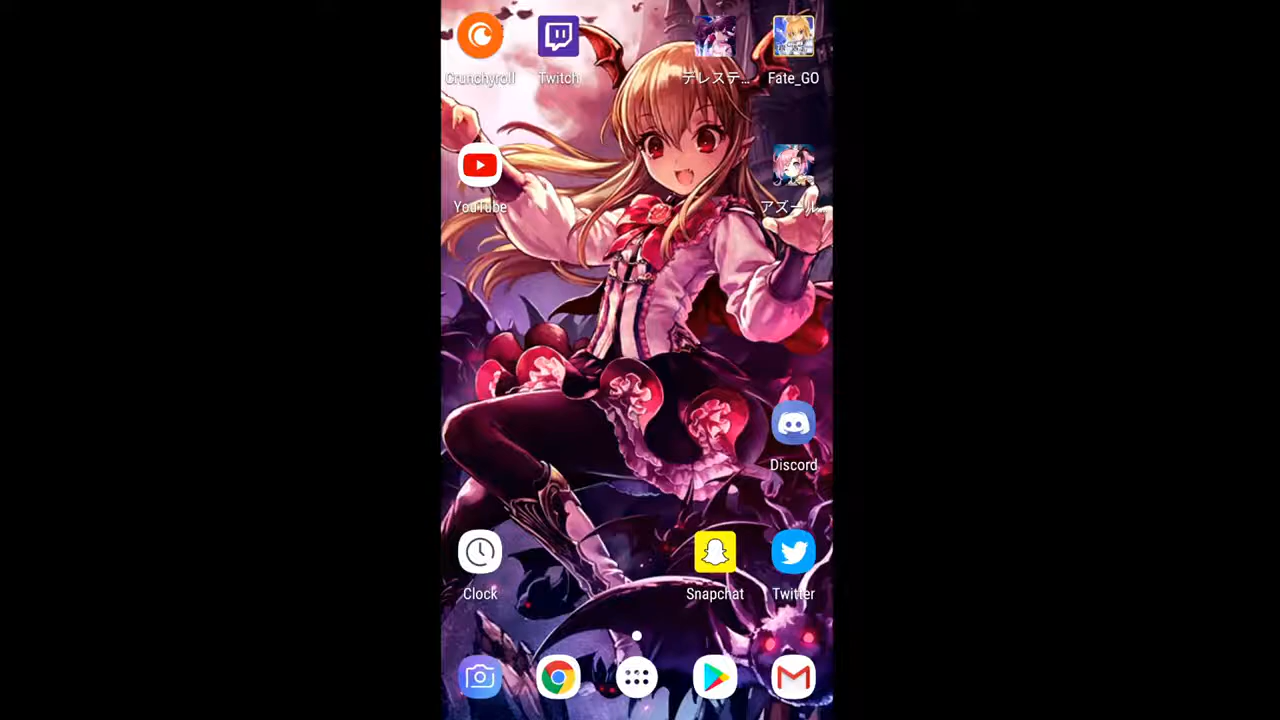 Crunchyroll
Twitch
デレステ...
Fate_GO
YouTube
アズール...
Discord
Clock
Snapchat
Twitter